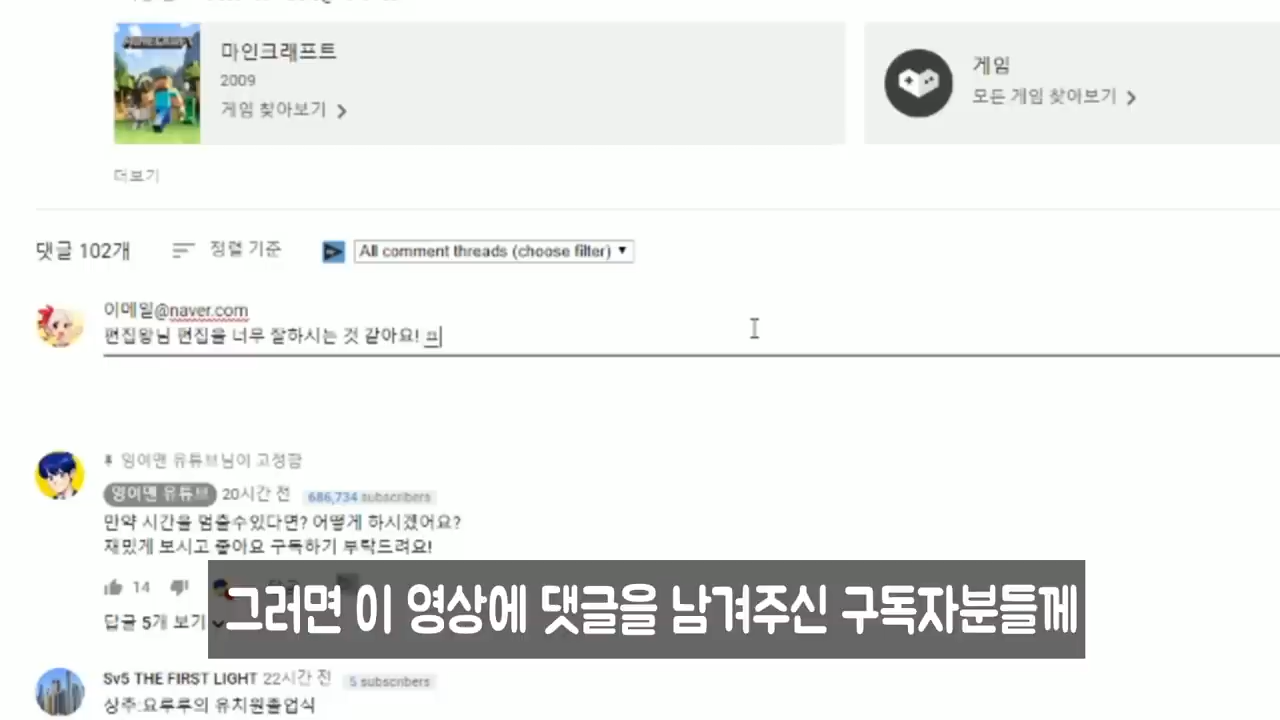 MINECRAFT
마인크래프트
2009
게임 찾아보기
게임
모든 게임 찾아보기
더보기
댓글 102개
정렬 기준
All comment threads (choose filter)
이메일@naver.com
편집왕님 편집을 너무 잘하시는 것 같아요! ㅍ
잉여맨 유튜브님이 고정함
잉여맨 유튜브 20시간 전 686,734 subscribers
만약 시간을 멈출수있다면? 어떻게 하시겠어요?
재밌게 보시고 좋아요 구독하기 부탁드려요!
14
답글 5개 보기
그러면 이 영상에 댓글을 남겨주신 구독자분들께
Sv5 THE FIRST LIGHT 22시간 전 5 subscribers
상주:요루루의 유치원졸업식